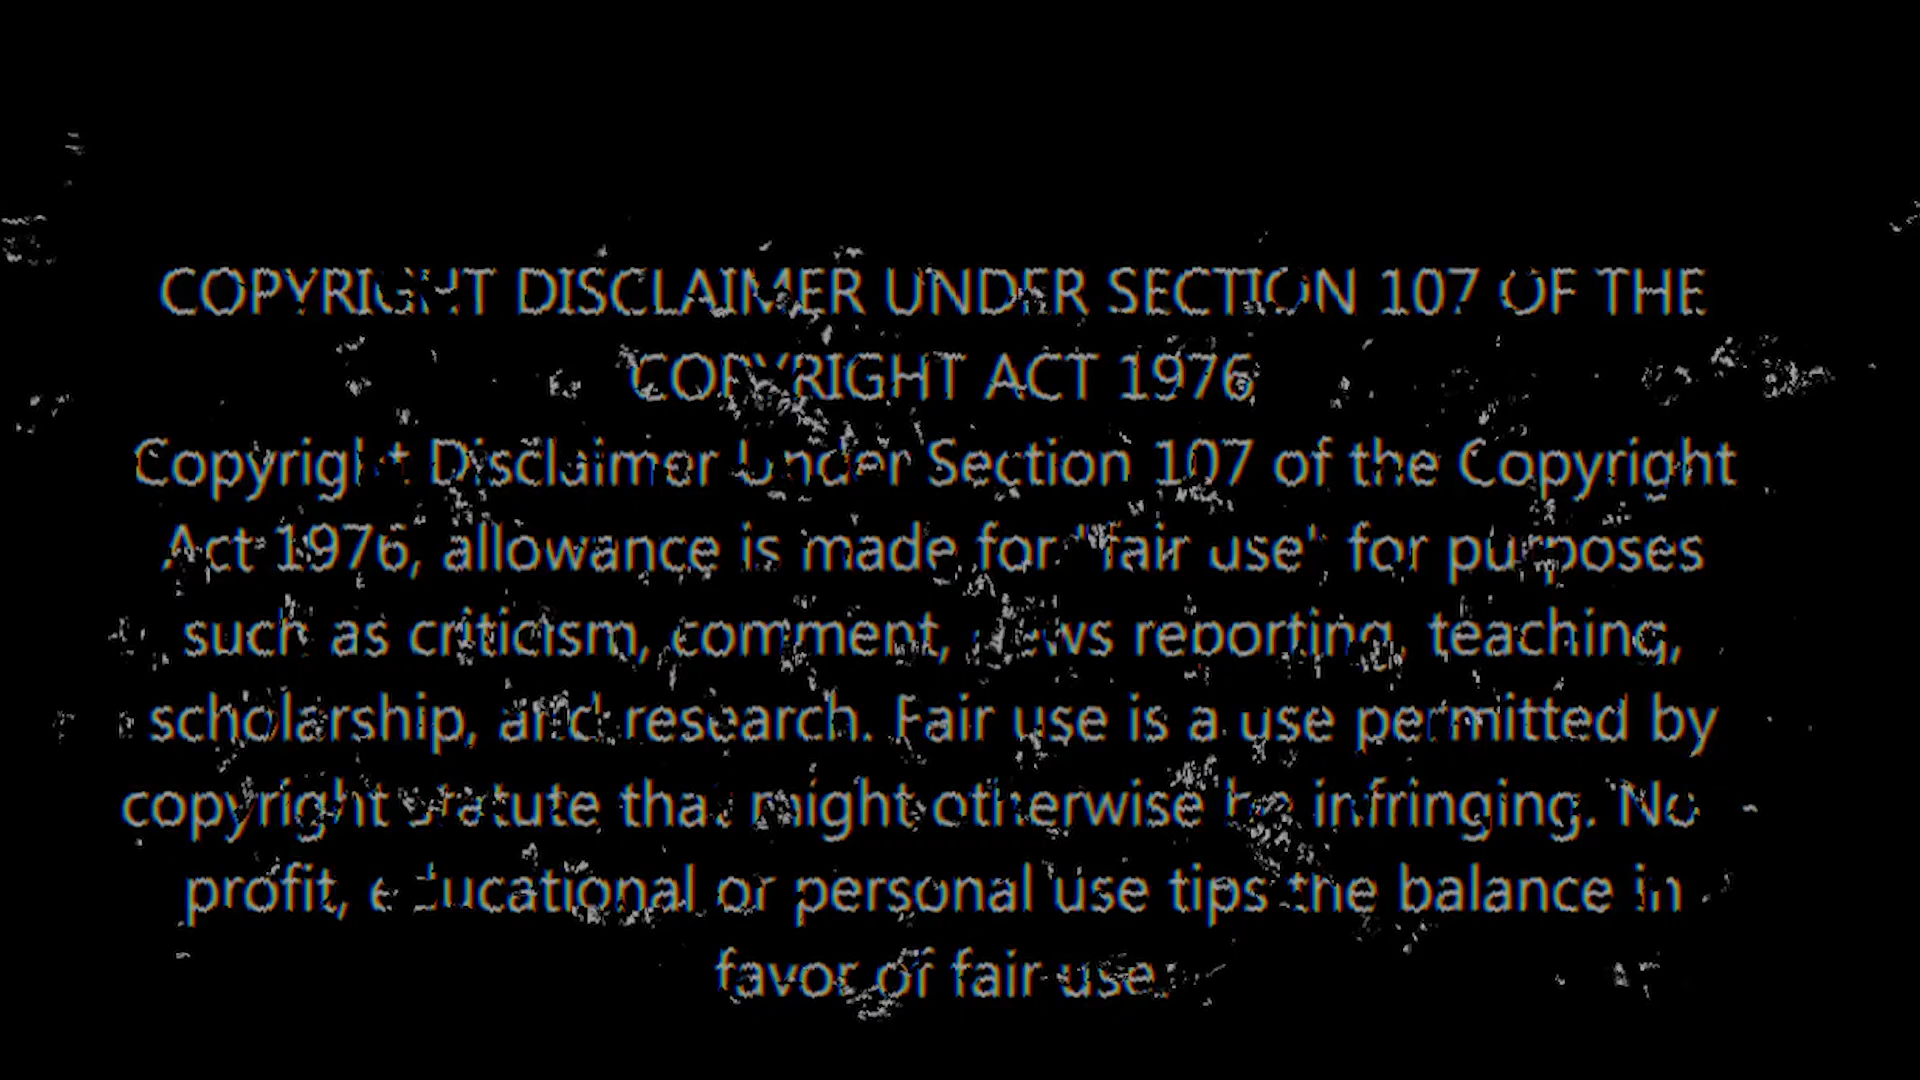 COPYRIGHT DISCLAIMER UNDER SECTION 107 OF THE
COPYRIGHT ACT 1976
Copyright Disclaimer Under Section 107 of the Copyright
Act 1976, allowance is made for "fair use" for purposes
such as criticism, comment, news reporting, teaching,
scholarship, and research. Fair use is a use permitted by
copyright statute that might otherwise be infringing. No
profit, educational or personal use tips the balance in
favor of fair use.